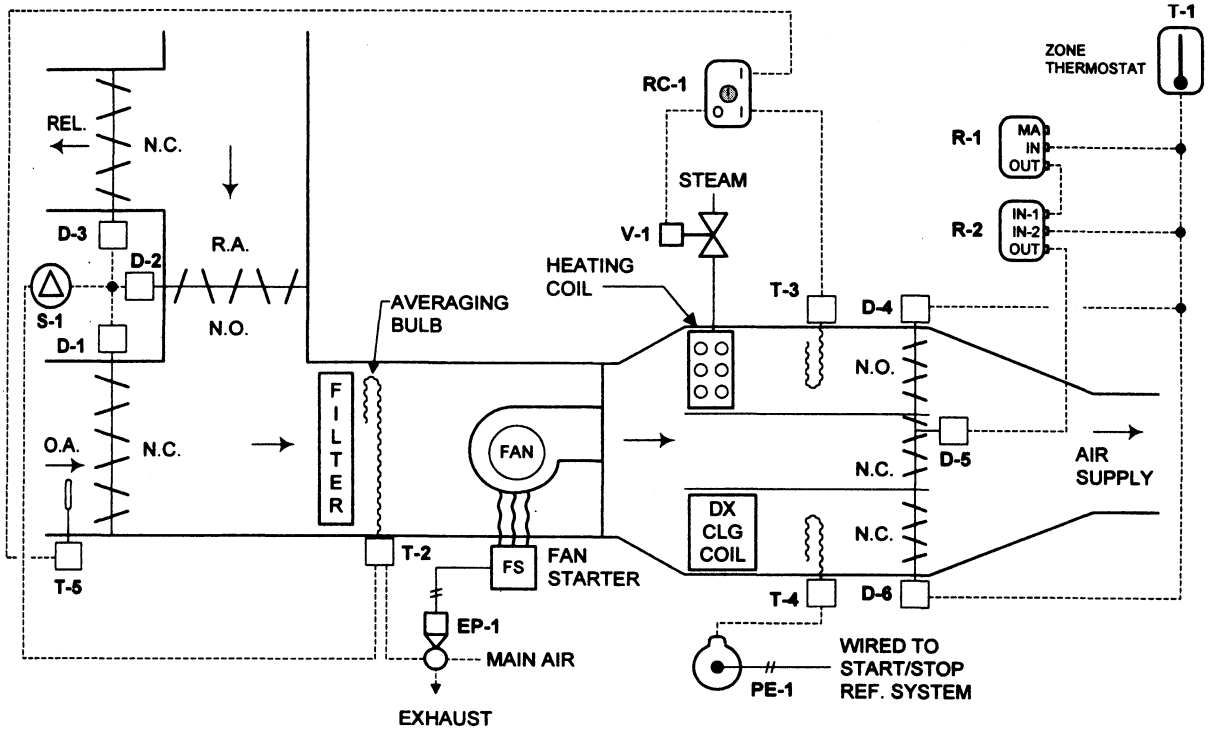 T-1
ZONE
THERMOSTAT
RC-1
I
O I
R-1
MA
IN
OUT
REL.
N.C.
STEAM
R-2
IN-1
IN-2
OUT
V-1
D-3
R.A.
D-2
HEATING
COIL
T-3
D-4
S-1
N.O.
AVERAGING
BULB
D-1
N.O.
FILTER
O.A.
N.C.
FAN
N.C.
D-5
AIR
SUPPLY
DX
CLG
COIL
N.C.
T-5
T-2
FS
FAN
STARTER
T-4
D-6
EP-1
MAIN AIR
EXHAUST
PE-1
WIRED TO
START/STOP
REF. SYSTEM